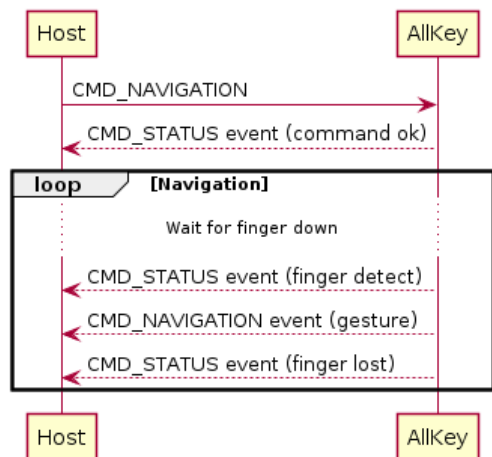 Host AllKey
CMD_NAVIGATION
CMD_STATUS event (command ok)
loop [Navigation]
Wait for finger down
CMD_STATUS event (finger detect)
CMD_NAVIGATION event (gesture)
CMD_STATUS event (finger lost)
Host AllKey